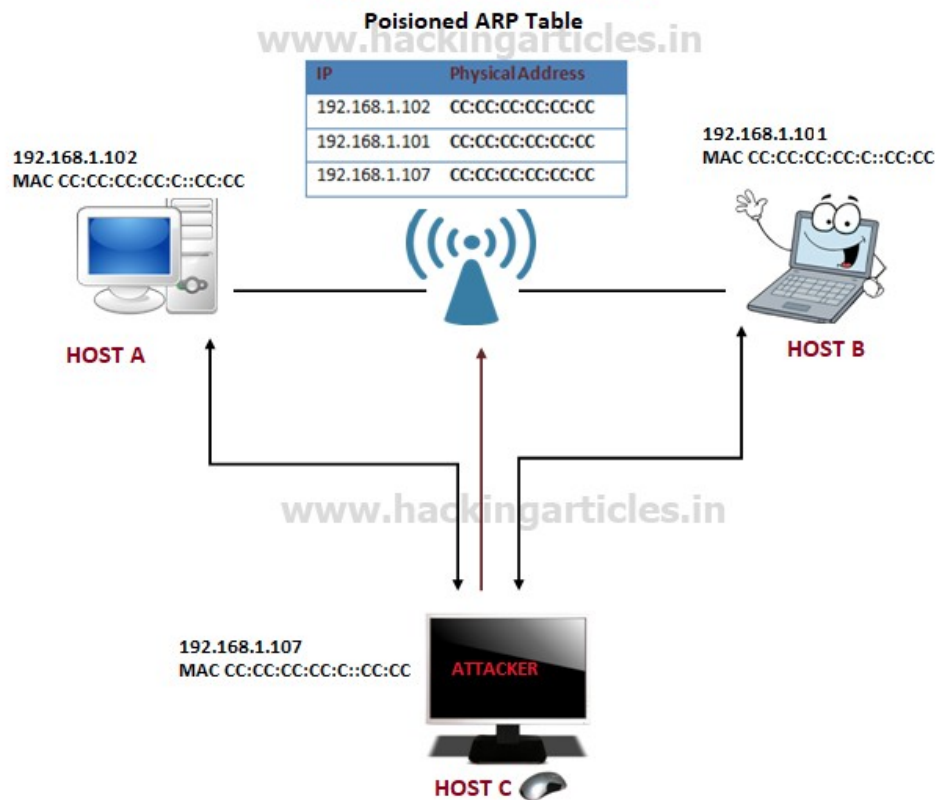 Poisioned ARP Table
www.hackingarticles.in
IP Physical Address
192.168.1.102 CC:CC:CC:CC:CC:CC
192.168.1.101 CC:CC:CC:CC:CC:CC
192.168.1.107 CC:CC:CC:CC:CC:CC
192.168.1.102
MAC CC:CC:CC:CC:C::CC:CC
192.168.1.101
MAC CC:CC:CC:CC:C::CC:CC
HOST A
HOST B
www.hackingarticles.in
192.168.1.107
MAC CC:CC:CC:CC:C::CC:CC
ATTACKER
HOST C